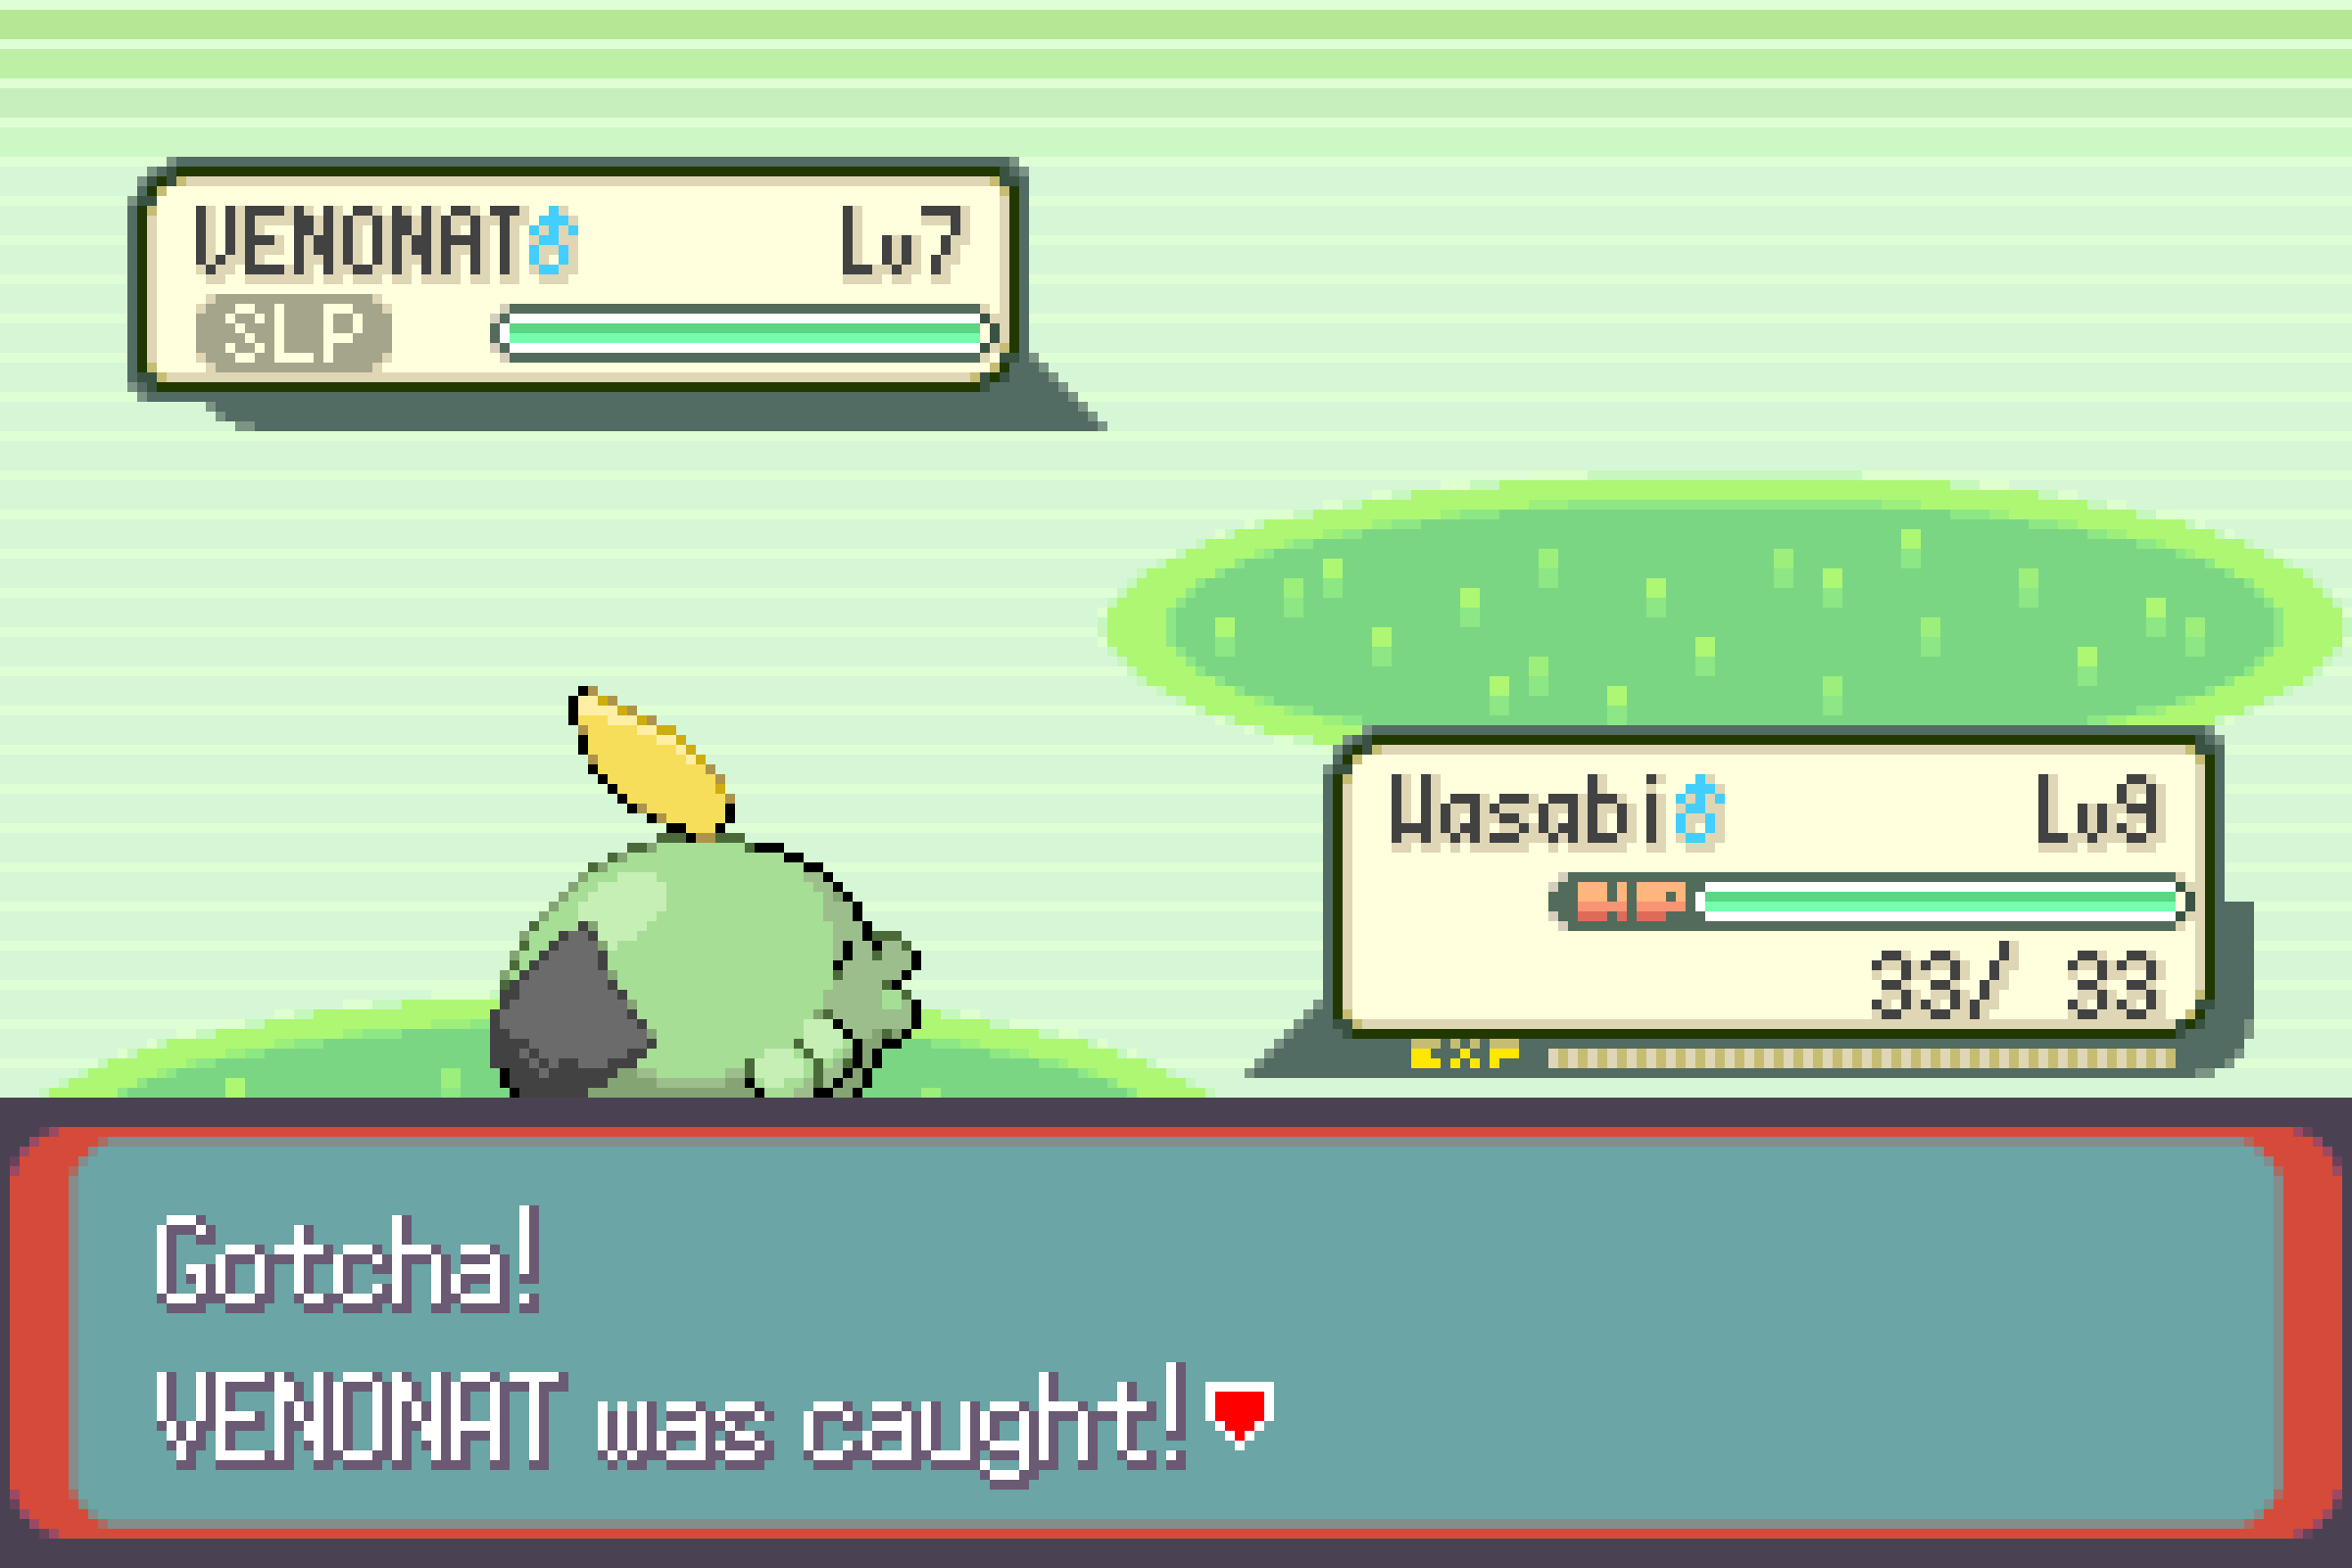 VENONAT♂ Lv7
SLP
Wasabi♂ Lv9
HP
33/ 33
EXP
Gotcha!
VENONAT was caught!♥